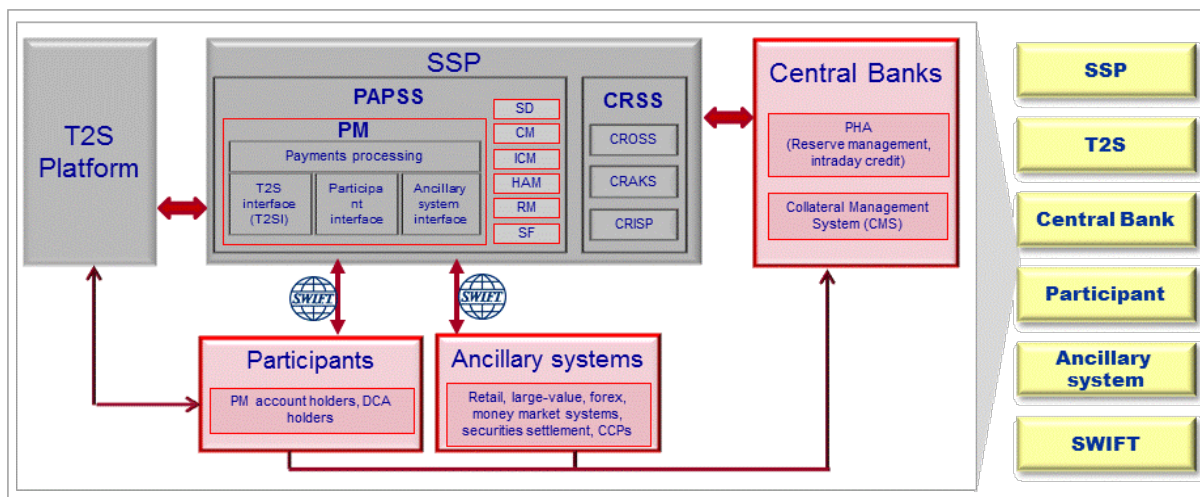 T2S
Platform
SSP
PAPSS
PM
Payments processing
T2S
interface
(T2SI)
Participa
nt
interface
Ancillary
system
interface
SD
CM
ICM
HAM
RM
SF
CRSS
CROSS
CRAKS
CRISP
Central Banks
PHA
(Reserve management,
intraday credit)
Collateral Management
System (CMS)
SWIFT
SWIFT
Participants
PM account holders, DCA
holders
Ancillary systems
Retail, large-value, forex,
money market systems,
securities settlement, CCPs
SSP
T2S
Central Bank
Participant
Ancillary
system
SWIFT